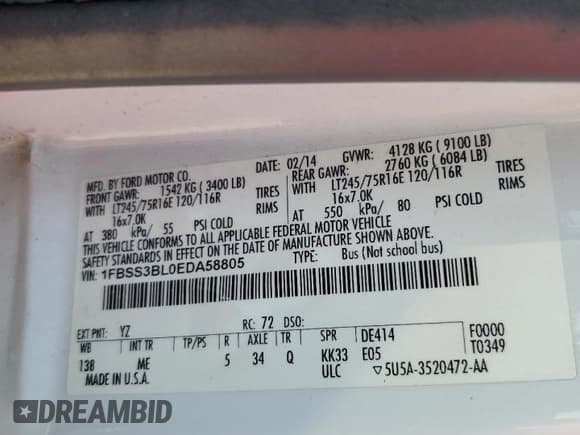 MFD. BY FORD MOTOR CO.
DATE: 02/14 GVWR: 4128 KG ( 9100 LB)
FRONT GAWR: 1542 KG ( 3400 LB) REAR GAWR: 2760 KG ( 6084 LB)
WITH LT245/75R16E 120/116R TIRES WITH LT245/75R16E 120/116R TIRES
16x7.0K RIMS 16x7.0K RIMS
AT 380 kPa/ 55 PSI COLD AT 550 kPa/ 80 PSI COLD
THIS VEHICLE CONFORMS TO ALL APPLICABLE FEDERAL MOTOR VEHICLE
SAFETY STANDARDS IN EFFECT ON THE DATE OF MANUFACTURE SHOWN ABOVE.
VIN: 1FBSS3BL0EDA58805 TYPE: Bus (Not school bus)
EXT PNT: YZ RC: 72 DSO:
WB INT TR TP/PS R AXLE TR SPR DE414 F0000
138 ME 5 34 Q KK33 E05 T0349
MADE IN U.S.A. ULC ▽5U5A-3520472-AA
DREAMBID